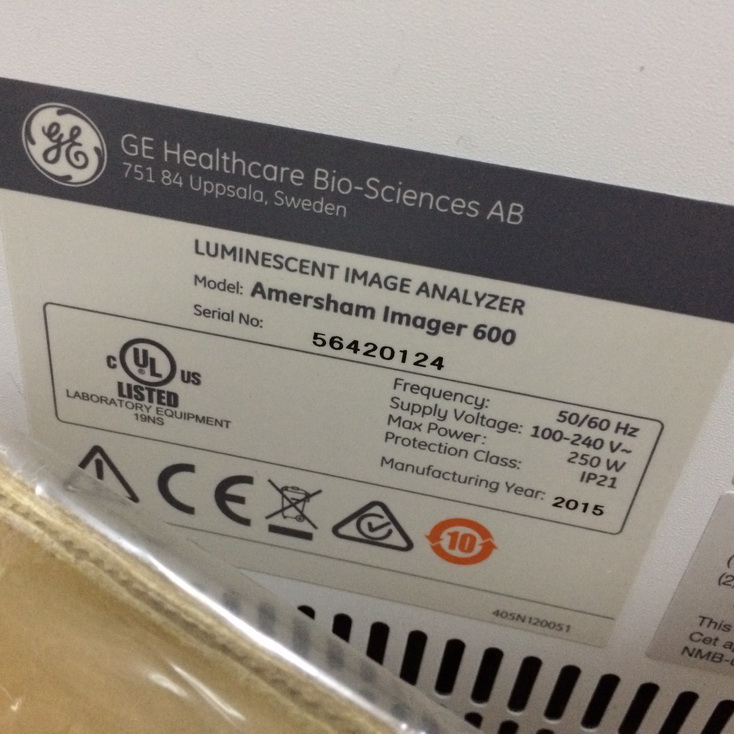 GE Healthcare Bio-Sciences AB
751 84 Uppsala, Sweden
LUMINESCENT IMAGE ANALYZER
Model: Amersham Imager 600
Serial No: 56420124
C UL US
®
LISTED
LABORATORY EQUIPMENT
19NS
Frequency: 50/60 Hz
Supply Voltage: 100-240 V~
Max Power: 250 W
Protection Class: IP21
Manufacturing Year: 2015
CE
10
405N120051
(
(2
This
Cet a
NMB-